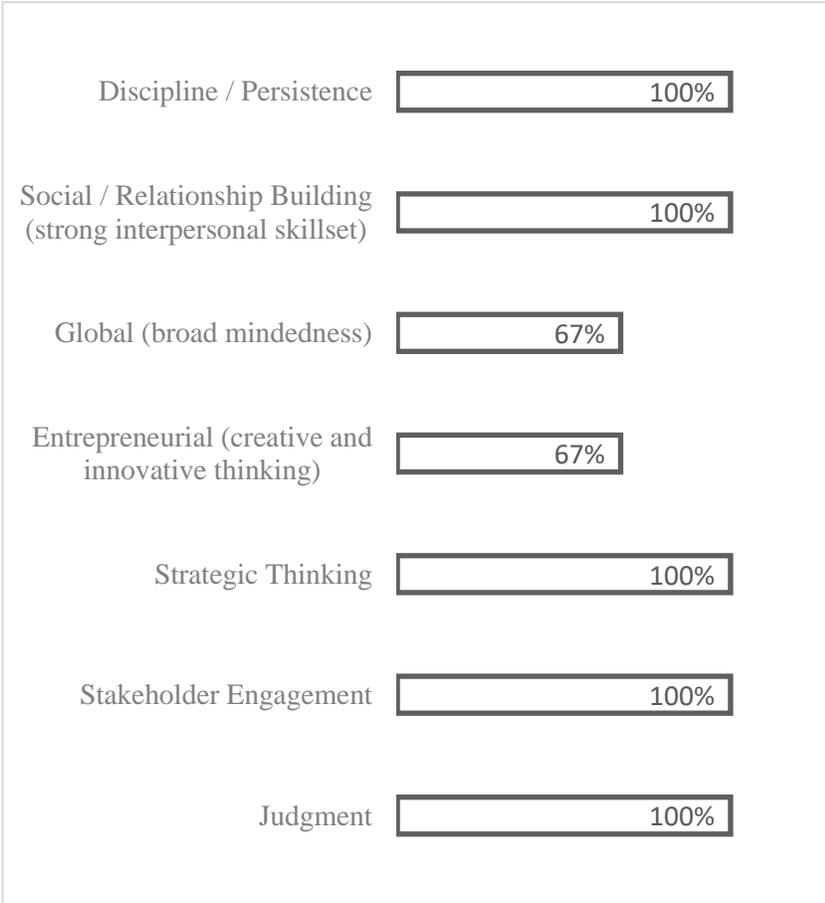 Discipline / Persistence
100%
Social / Relationship Building
(strong interpersonal skillset)
100%
Global (broad mindedness)
67%
Entrepreneurial (creative and
innovative thinking)
67%
Strategic Thinking
100%
Stakeholder Engagement
100%
Judgment
100%